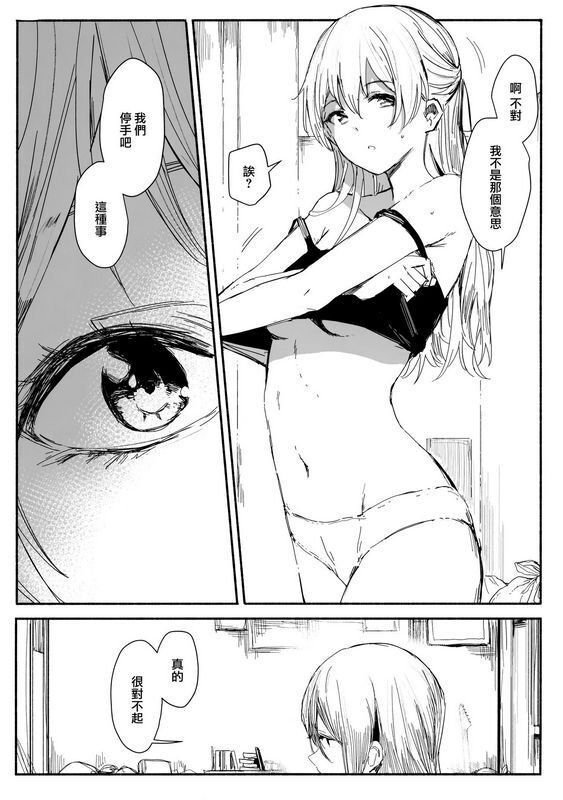 啊 不對
我不是那個意思
誒？
我們
停手吧
這種事
真的
很對不起